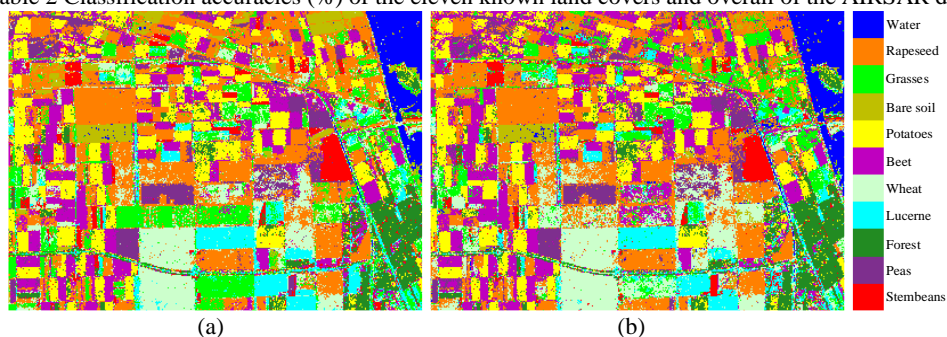 able 2 Classification accuracies (%) of the eleven known land covers and overall of the AIRSAR d
Water
Rapeseed
Grasses
Bare soil
Potatoes
Beet
Wheat
Lucerne
Forest
Peas
Stembeans
(a)
(b)